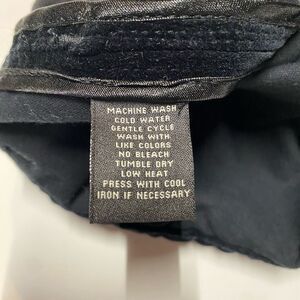 MACHINE WASH
COLD WATER
GENTLE CYCLE
WASH WITH
LIKE COLORS
NO BLEACH
TUMBLE DRY
LOW HEAT
PRESS WITH COOL
IRON IF NECESSARY